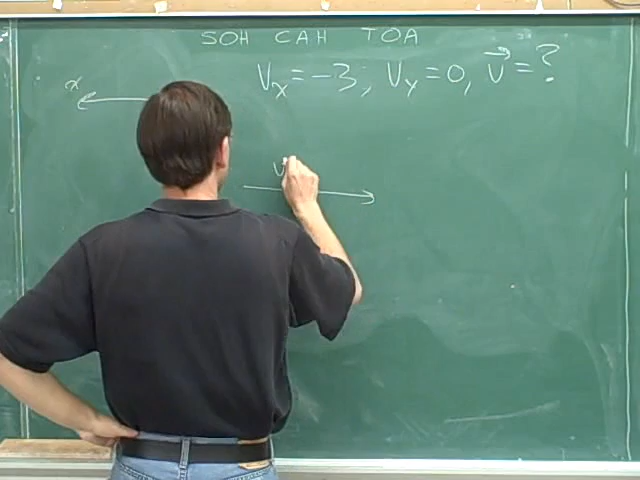 SOH CAH TOA
Vx = -3; Vy = 0, V⃗ = ?
x
V